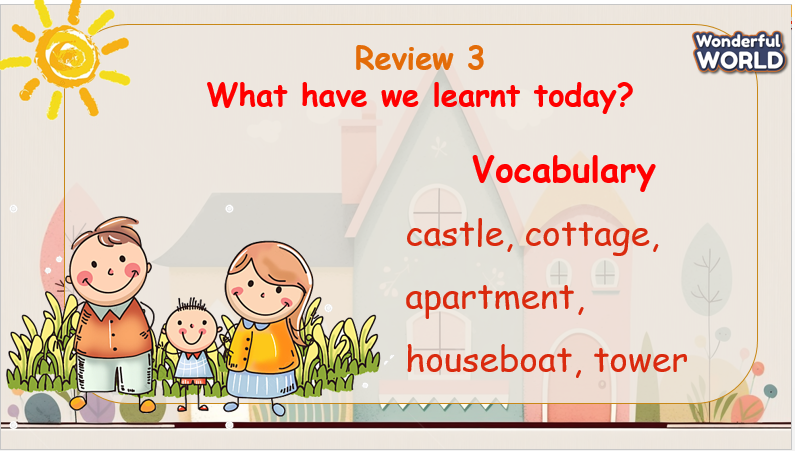 Review 3
What have we learnt today?
Wonderful
WORLD
Vocabulary
castle, cottage,
apartment,
houseboat, tower